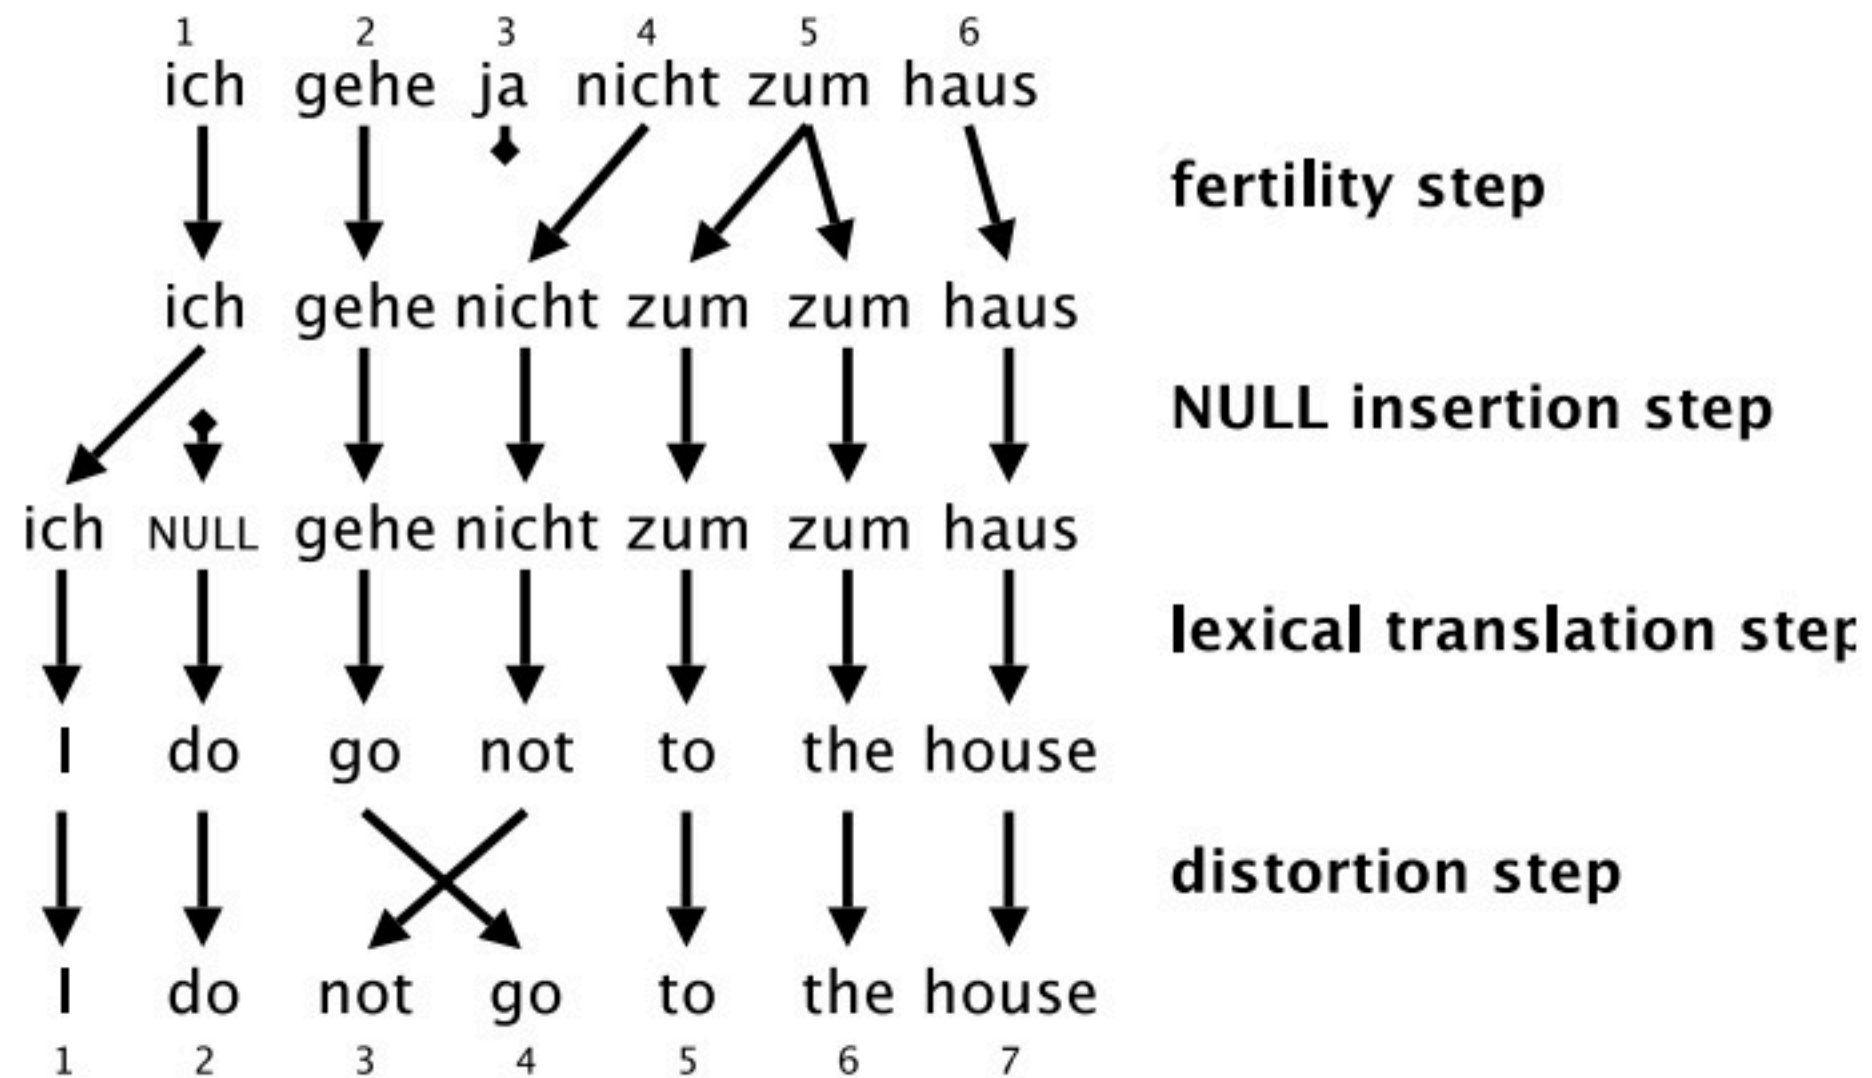 1 2 3 4 5 6
ich gehe ja nicht zum haus
fertility step
ich gehe nicht zum zum haus
NULL insertion step
ich NULL gehe nicht zum zum haus
lexical translation step
I do go not to the house
distortion step
I do not go to the house
1 2 3 4 5 6 7